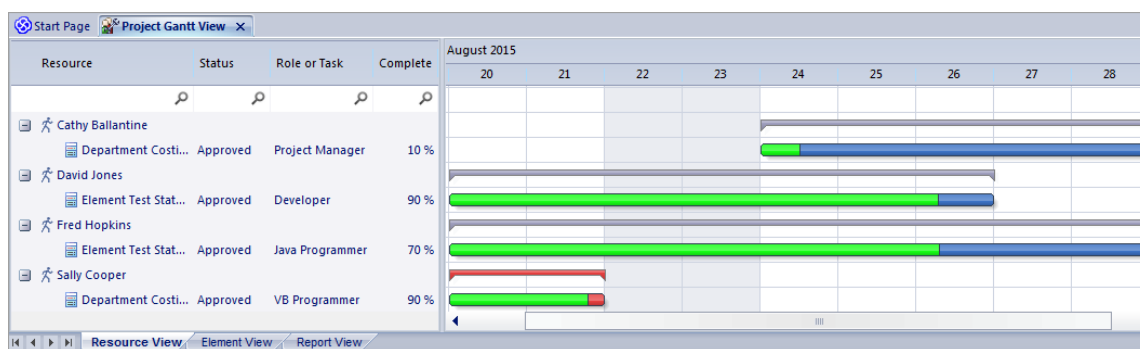 Start Page Project Gantt View X
August 2015
Resource Status Role or Task Complete
20 21 22 23 24 25 26 27 28
Cathy Ballantine
Department Costi... Approved Project Manager 10 %
David Jones
Element Test Stat... Approved Developer 90 %
Fred Hopkins
Element Test Stat... Approved Java Programmer 70 %
Sally Cooper
Department Costi... Approved VB Programmer 90 %
Resource View Element View Report View